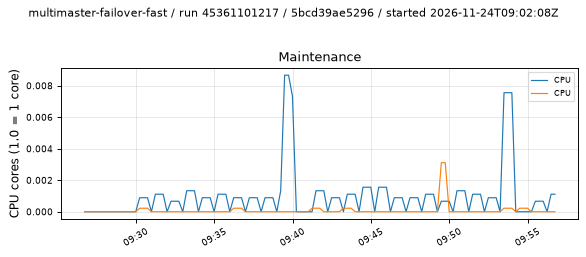 multimaster-failover-fast / run 45361101217 / 5bcd39ae5296 / started 2026-11-24T09:02:08Z
Maintenance
CPU cores (1.0 = 1 core)
0.008
0.006
0.004
0.002
0.000
CPU
CPU
09:30
09:35
09:40
09:45
09:50
09:55